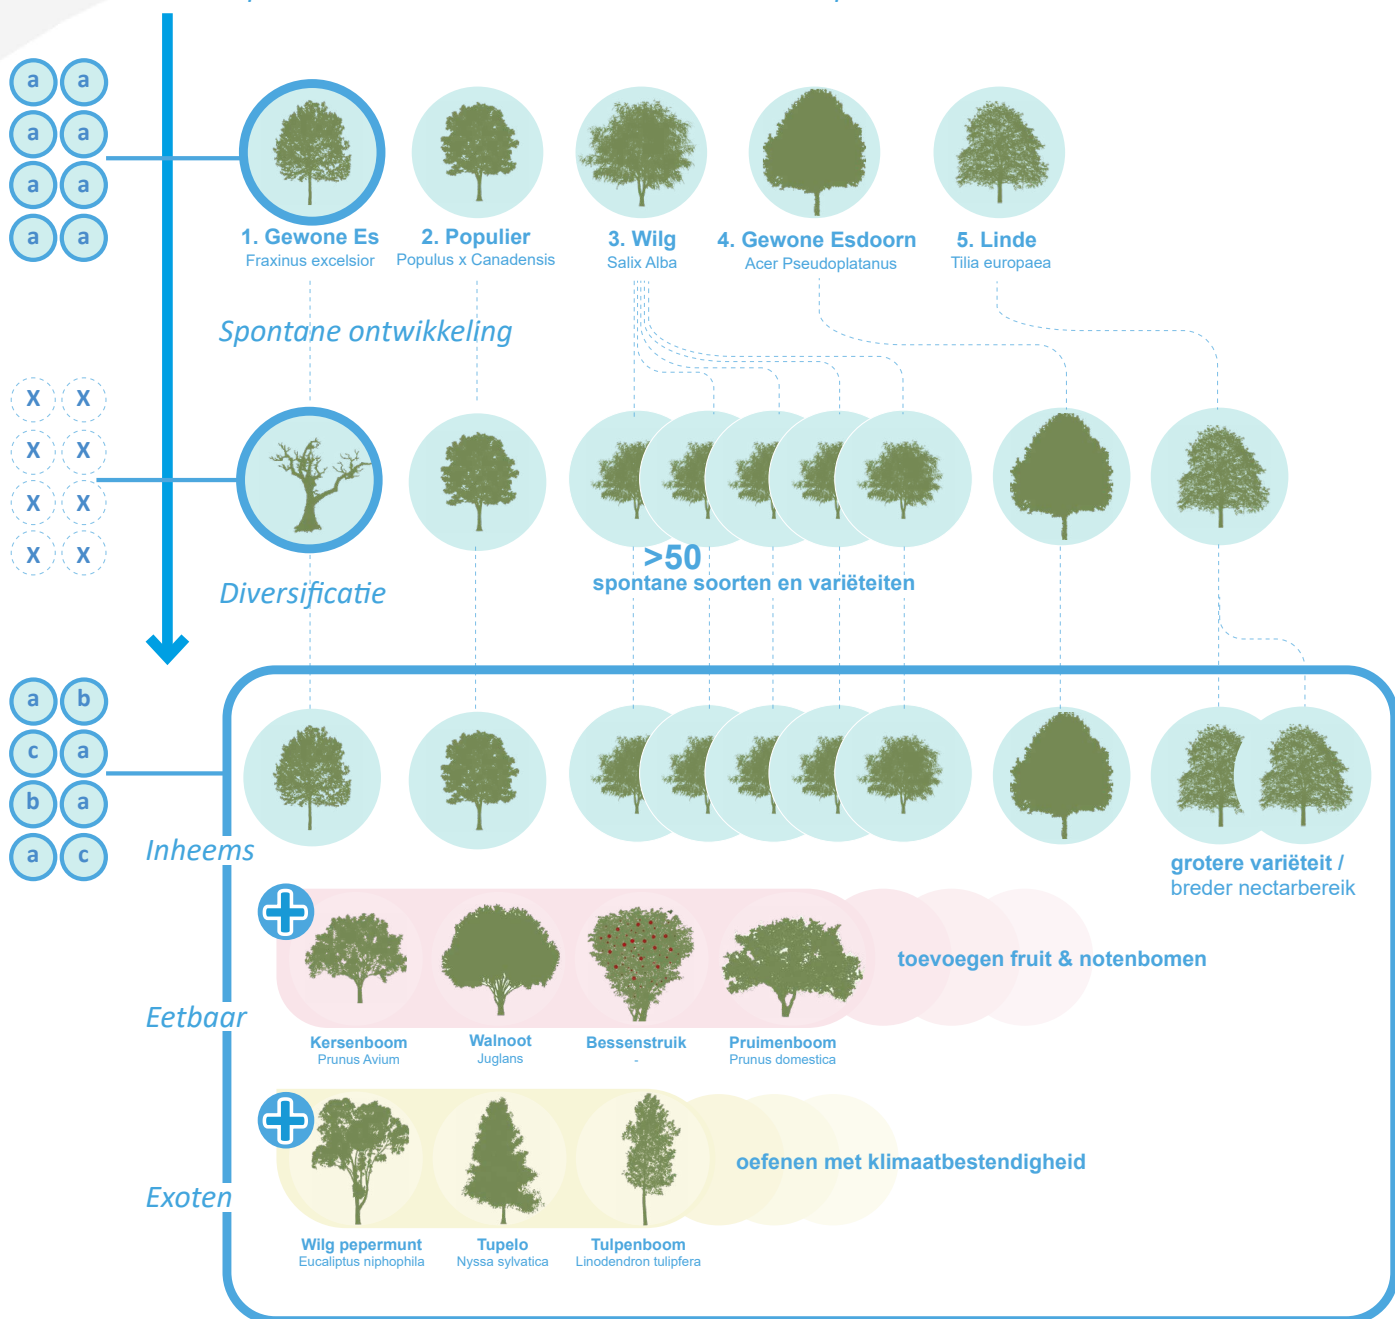 a a
a a
a a
a a
1. Gewone Es
Fraxinus excelsior
2. Populier
Populus x Canadensis
3. Wilg
Salix Alba
4. Gewone Esdoorn
Acer Pseudoplatanus
5. Linde
Tilia europaea
Spontane ontwikkeling
X X
X X
X X
X X
>50
spontane soorten en variëteiten
Diversificatie
a b
c a
b a
a c
Inheems
grotere variëteit /
breder nectarbereik
toevoegen fruit & notenbomen
Eetbaar
Kersenboom
Prunus Avium
Walnoot
Juglans
Bessenstruik
-
Pruimenboom
Prunus domestica
oefenen met klimaatbestendigheid
Exoten
Wilg pepermunt
Eucaliptus niphophila
Tupelo
Nyssa sylvatica
Tulpenboom
Linodendron tulipfera